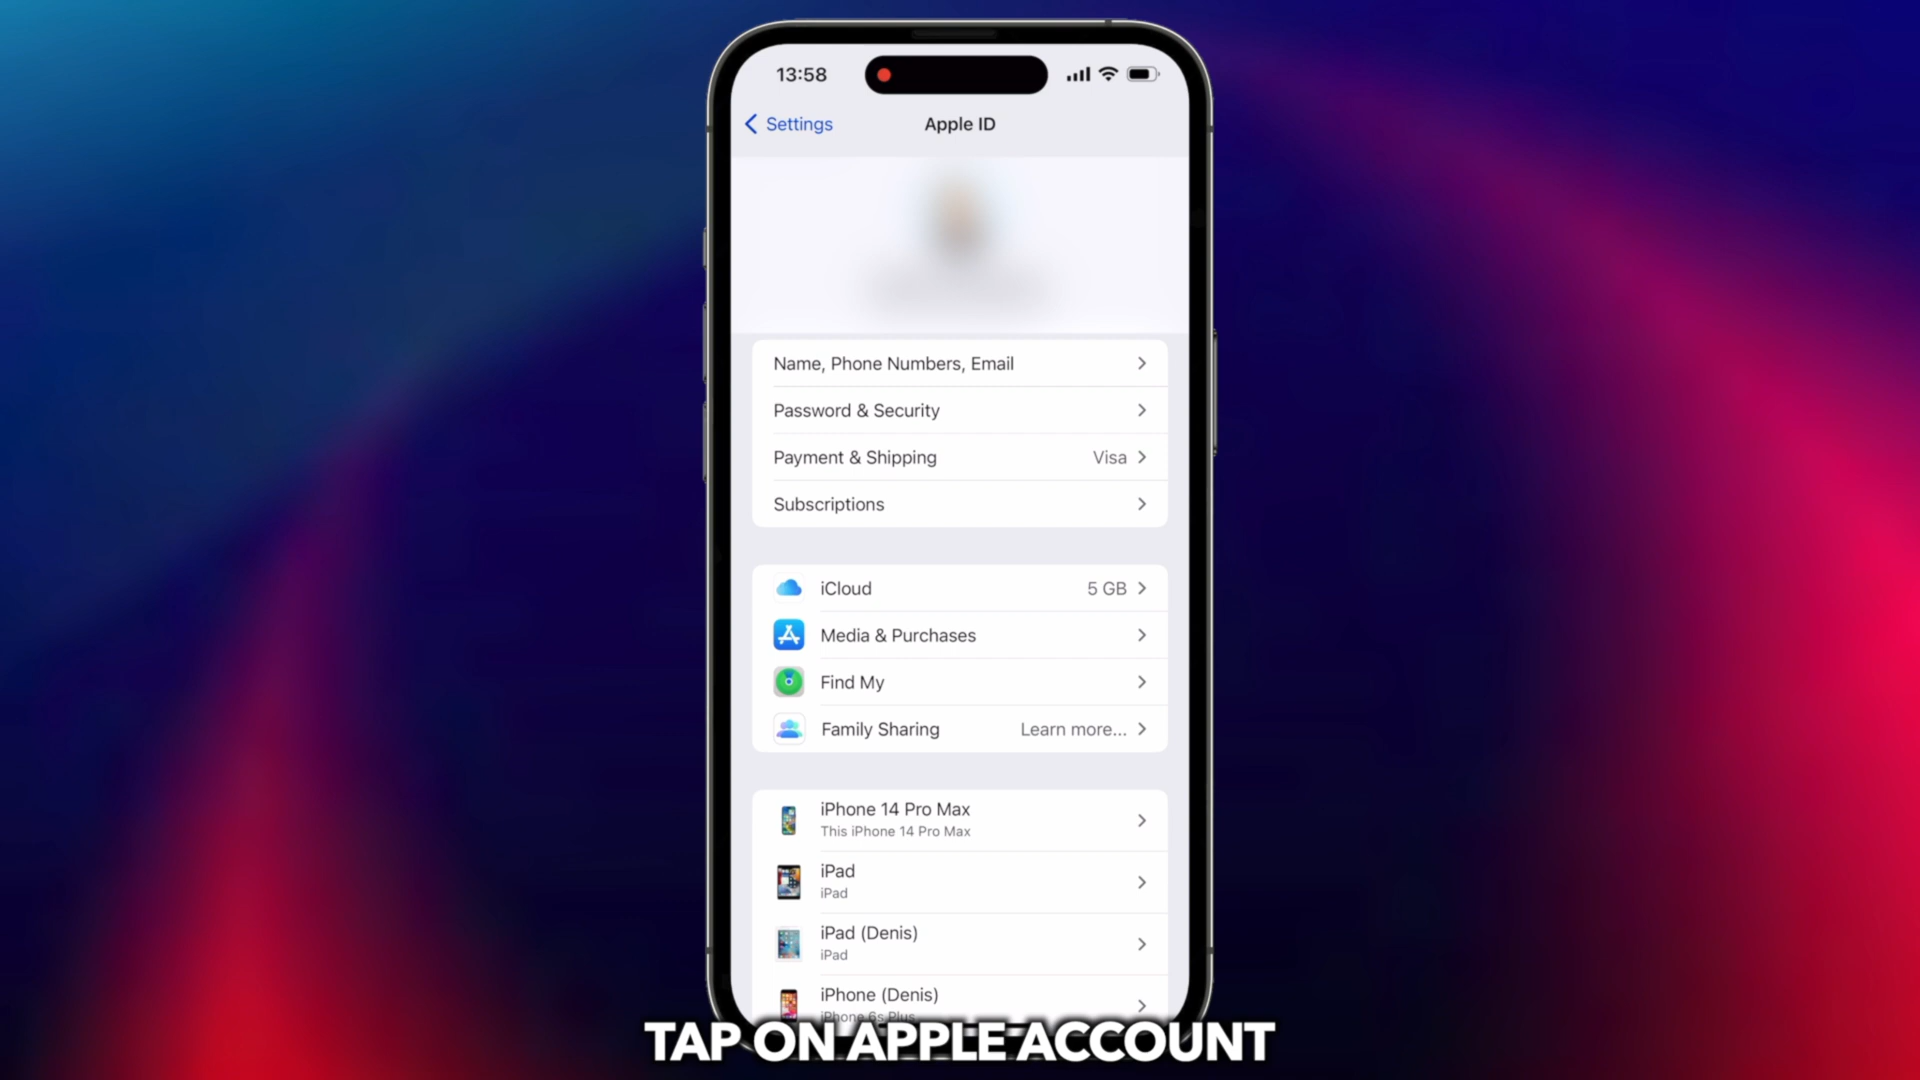 13:58
Settings
Apple ID
Name, Phone Numbers, Email
Password & Security
Payment & Shipping Visa
Subscriptions
iCloud 5 GB
Media & Purchases
Find My
Family Sharing Learn more...
iPhone 14 Pro Max
This iPhone 14 Pro Max
iPad
iPad
iPad (Denis)
iPad
iPhone (Denis)
iPhone 6s Plus
TAP ON APPLE ACCOUNT